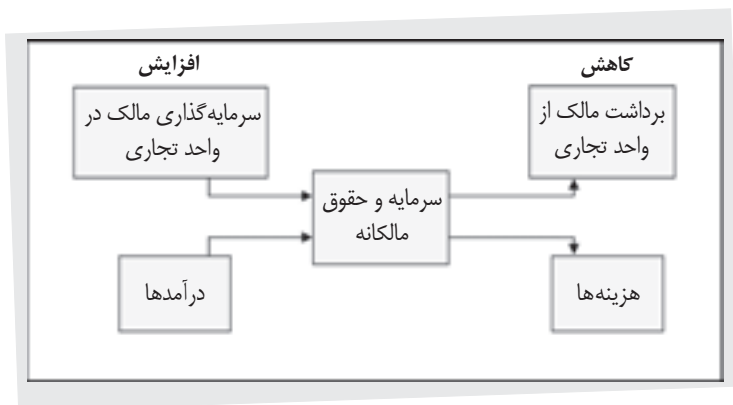 افزایش
کاهش
سرمایه‌گذاری مالک در
واحد تجاری
برداشت مالک از
واحد تجاری
سرمایه و حقوق
مالکانه
درآمدها
هزینه‌ها